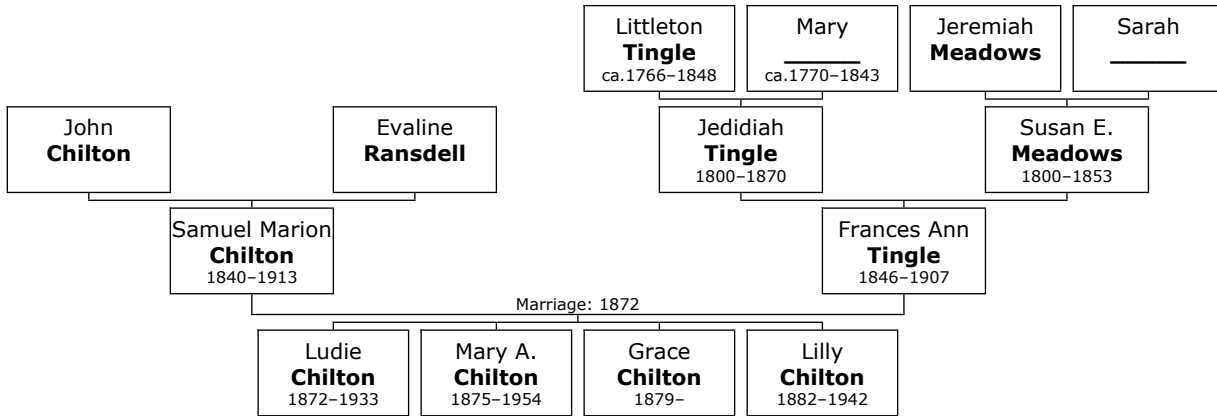 Littleton
Tingle
ca.1766–1848
Mary
______
ca.1770–1843
Jeremiah
Meadows
Sarah
______
John
Chilton
Evaline
Ransdell
Jedidiah
Tingle
1800–1870
Susan E.
Meadows
1800–1853
Samuel Marion
Chilton
1840–1913
Frances Ann
Tingle
1846–1907
Marriage: 1872
Ludie
Chilton
1872–1933
Mary A.
Chilton
1875–1954
Grace
Chilton
1879–
Lilly
Chilton
1882–1942